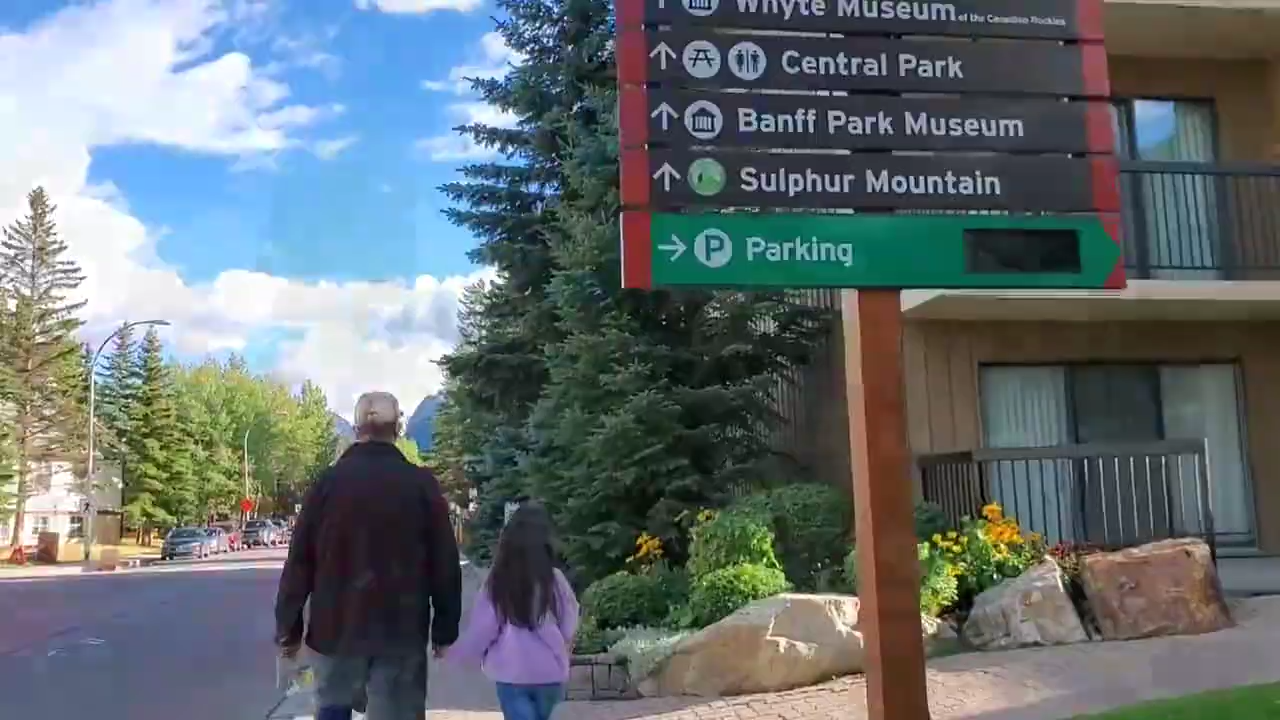 Whyte Museum of the Canadian Rockies
Central Park
Banff Park Museum
Sulphur Mountain
P Parking